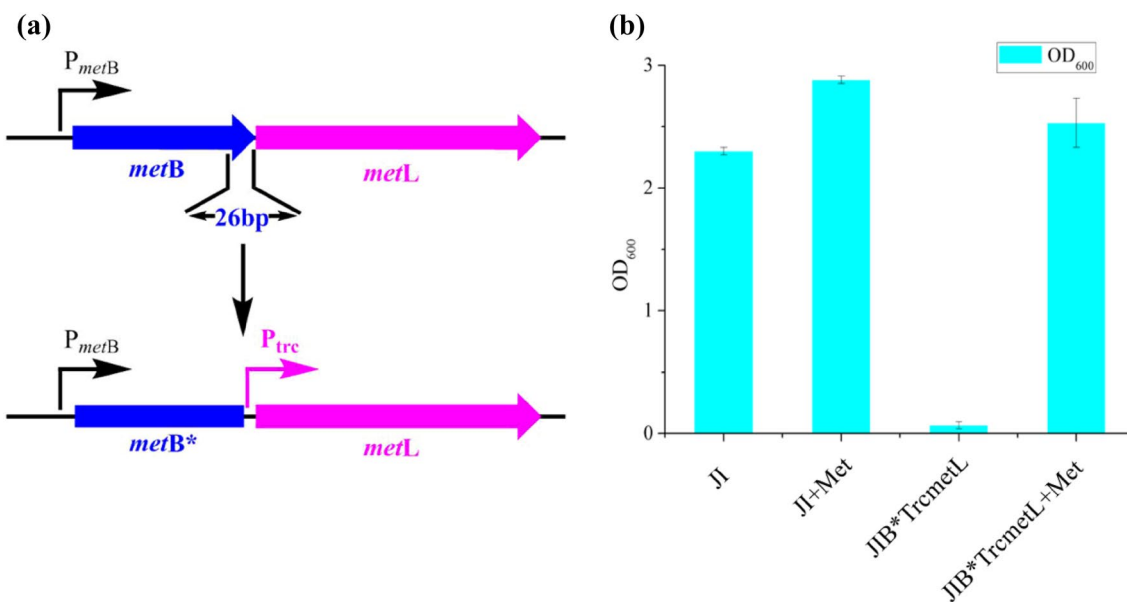 (a)
PmetB
metB
metL
26bp
PmetB
Ptrc
metB*
metL
(b)
OD600
3
2
1
0
OD600
JI
JI+Met
JIB*TrcmetL
JIB*TrcmetL+Met